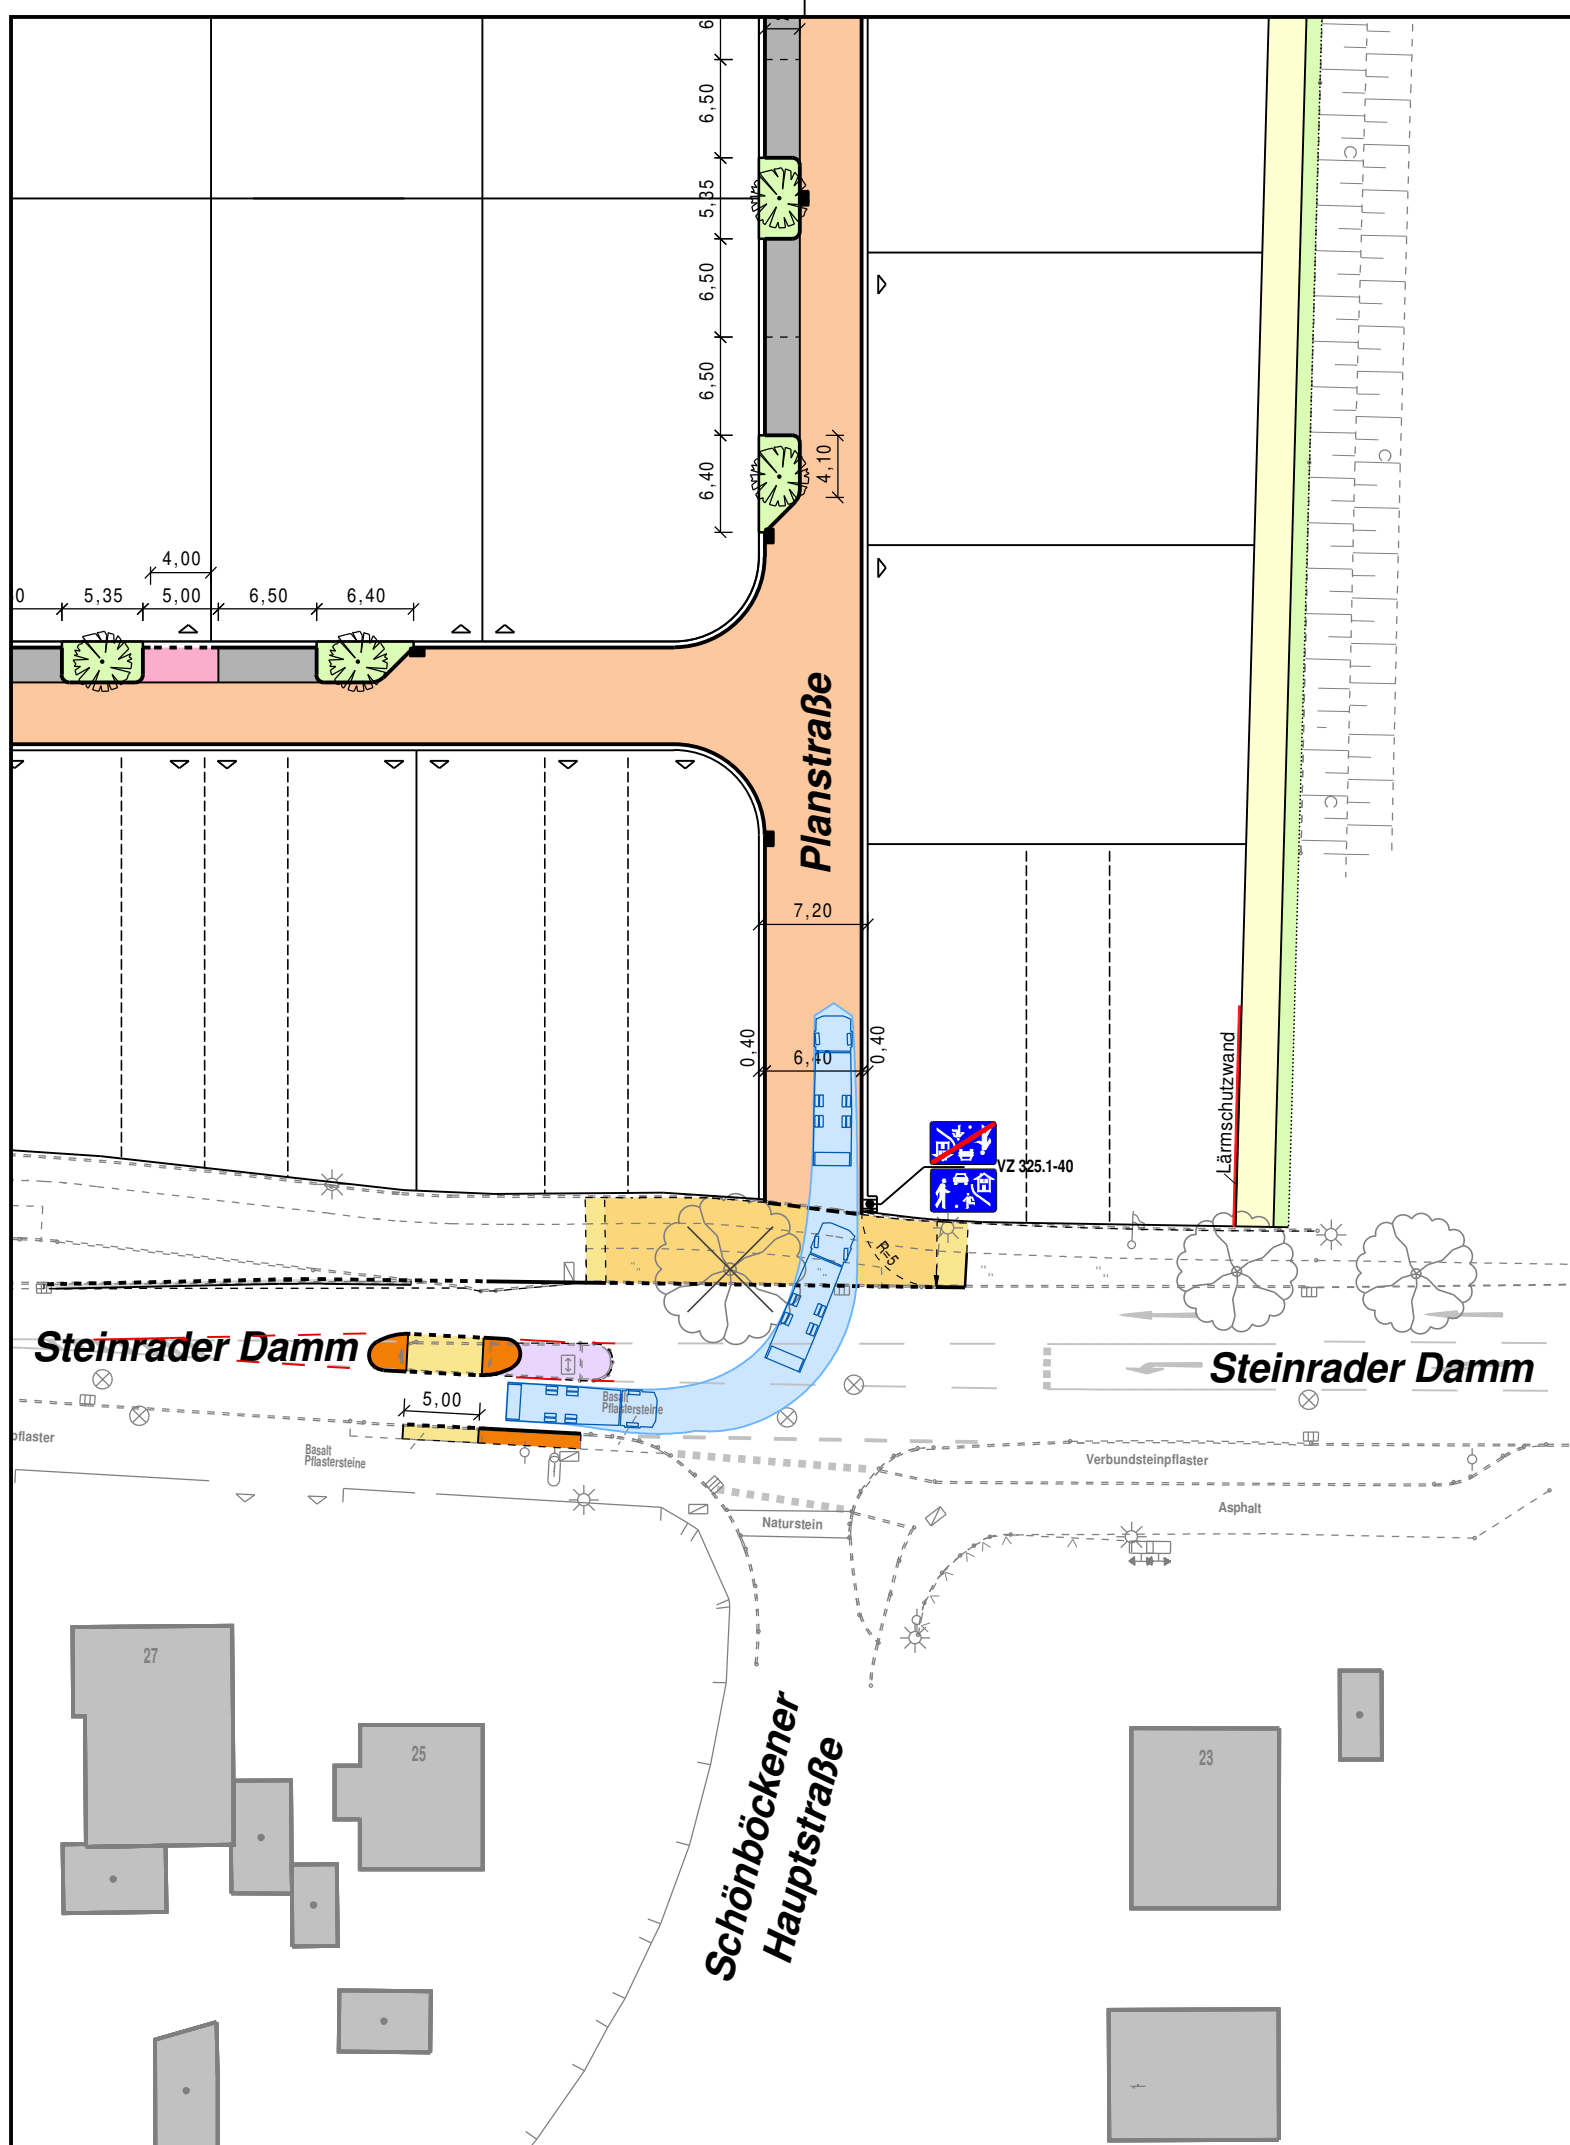 6
6,50
5,35
6,50
6,50
6,40
4,10
4,00
5,35
5,00
6,50
6,40
Planstraße
7,20
0,40
6,40
0,40
Lärmschutzwand
VZ 325.1-40
R=5
Steinrader Damm
Steinrader Damm
5,00
Basalt
Pflastersteine
pflaster
Basalt
Pflastersteine
Verbundsteinpflaster
Asphalt
Naturstein
27
25
23
Schönböckener
Hauptstraße